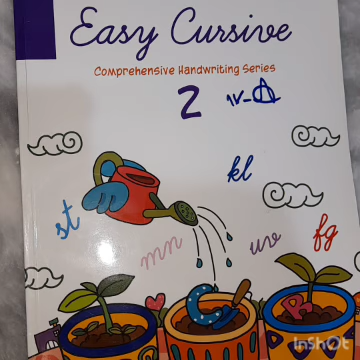 Easy Cursive
Comprehensive Handwriting Series
2
kl
st
fg
mn
uv
InShOt